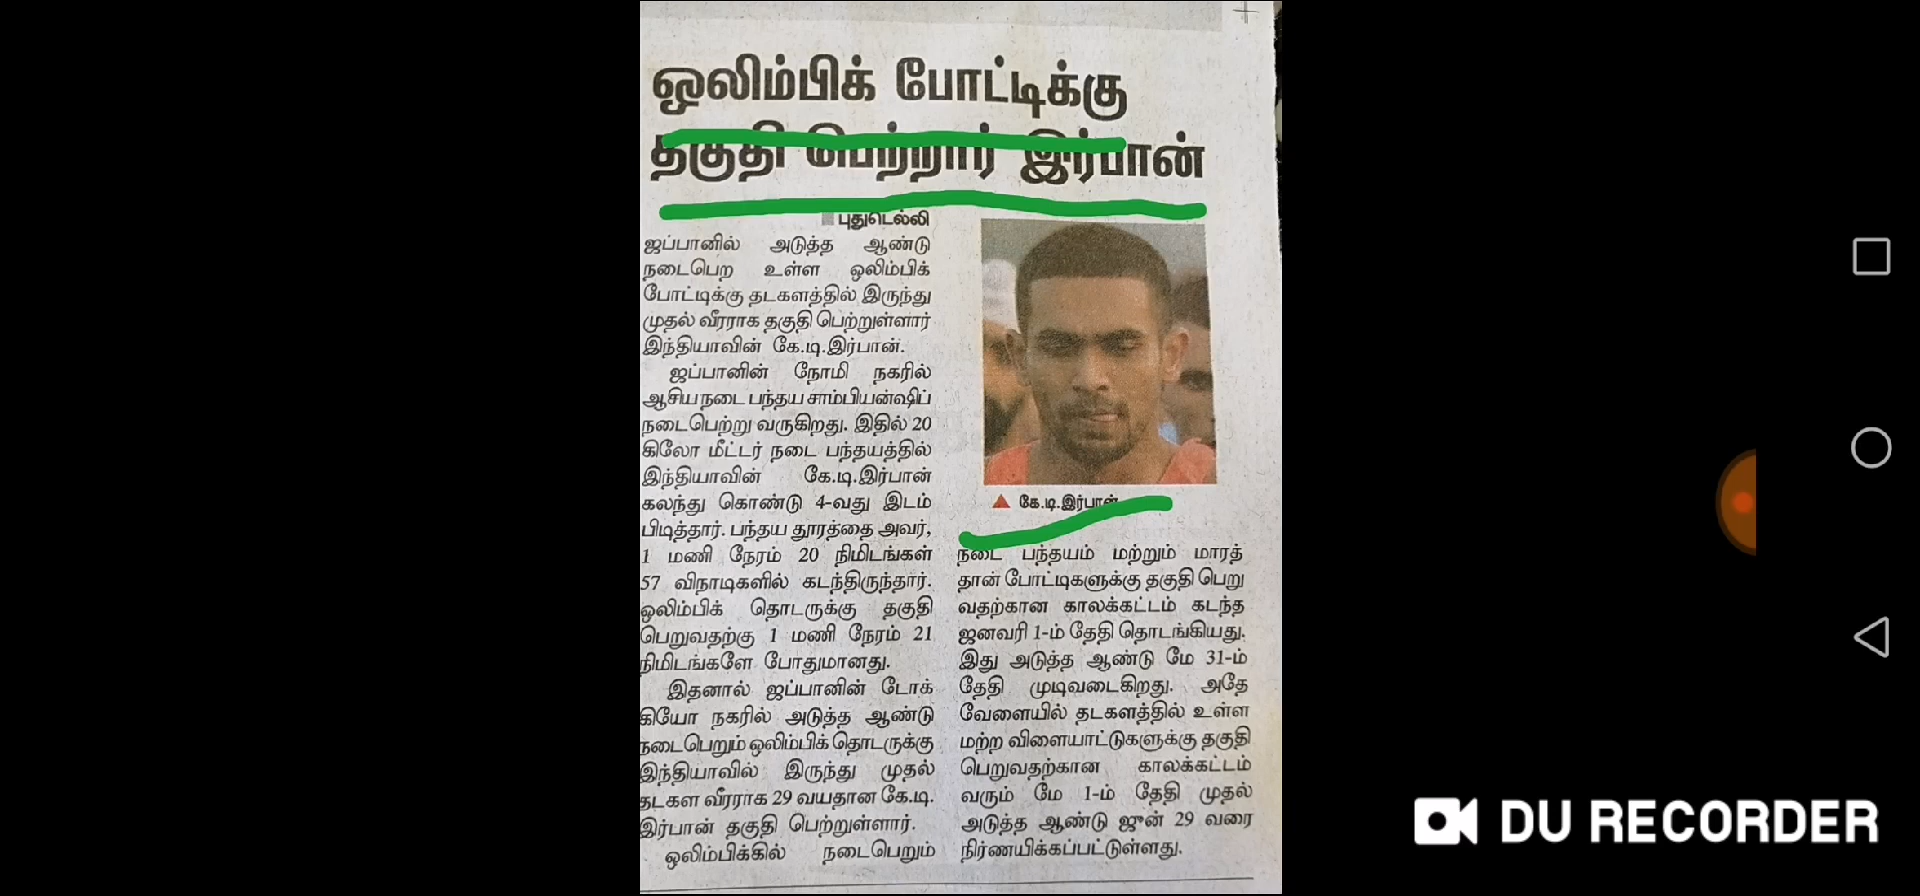 ஒலிம்பிக் போட்டிக்கு
தகுதி பெற்றார் இர்பான்
புதுடெல்லி
ஜப்பானில் அடுத்த ஆண்டு
நடைபெற உள்ள ஒலிம்பிக்
போட்டிக்கு தடகளத்தில் இருந்து
முதல் வீரராக தகுதி பெற்றுள்ளார்
இந்தியாவின் கே.டி.இர்பான்.
ஜப்பானின் நோமி நகரில்
ஆசிய நடை பந்தய சாம்பியன்ஷிப்
நடைபெற்று வருகிறது. இதில் 20
கிலோ மீட்டர் நடை பந்தயத்தில்
இந்தியாவின் கே.டி.இர்பான்
கலந்து கொண்டு 4-வது இடம்
பிடித்தார். பந்தய தூரத்தை அவர்,
1 மணி நேரம் 20 நிமிடங்கள்
57 விநாடிகளில் கடந்திருந்தார்.
ஒலிம்பிக் தொடருக்கு தகுதி
பெறுவதற்கு 1 மணி நேரம் 21
நிமிடங்களே போதுமானது.
இதனால் ஜப்பானின் டோக்
கியோ நகரில் அடுத்த ஆண்டு
நடைபெறும் ஒலிம்பிக் தொடருக்கு
இந்தியாவில் இருந்து முதல்
தடகள வீரராக 29 வயதான கே.டி.
இர்பான் தகுதி பெற்றுள்ளார்.
ஒலிம்பிக்கில் நடைபெறும்
கே.டி.இர்பான்
நடை பந்தயம் மற்றும் மாரத்
தான் போட்டிகளுக்கு தகுதி பெறு
வதற்கான காலக்கட்டம் கடந்த
ஜனவரி 1-ம் தேதி தொடங்கியது.
இது அடுத்த ஆண்டு மே 31-ம்
தேதி முடிவடைகிறது. அதே
வேளையில் தடகளத்தில் உள்ள
மற்ற விளையாட்டுகளுக்கு தகுதி
பெறுவதற்கான காலக்கட்டம்
வரும் மே 1-ம் தேதி முதல்
அடுத்த ஆண்டு ஜுன் 29 வரை
நிர்ணயிக்கப்பட்டுள்ளது.
DU RECORDER